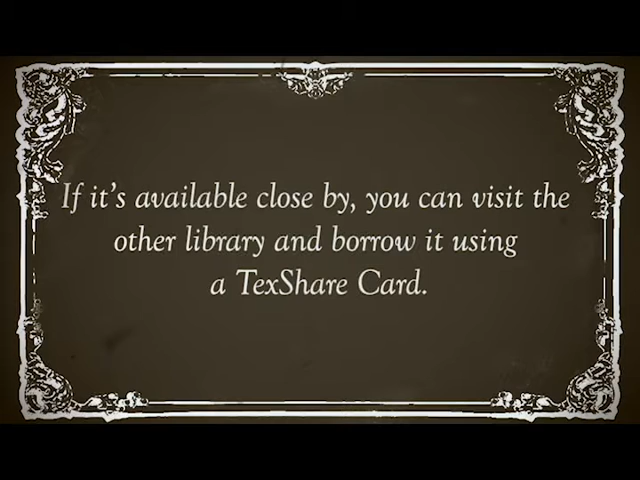 If it's available close by, you can visit the
other library and borrow it using
a TexShare Card.